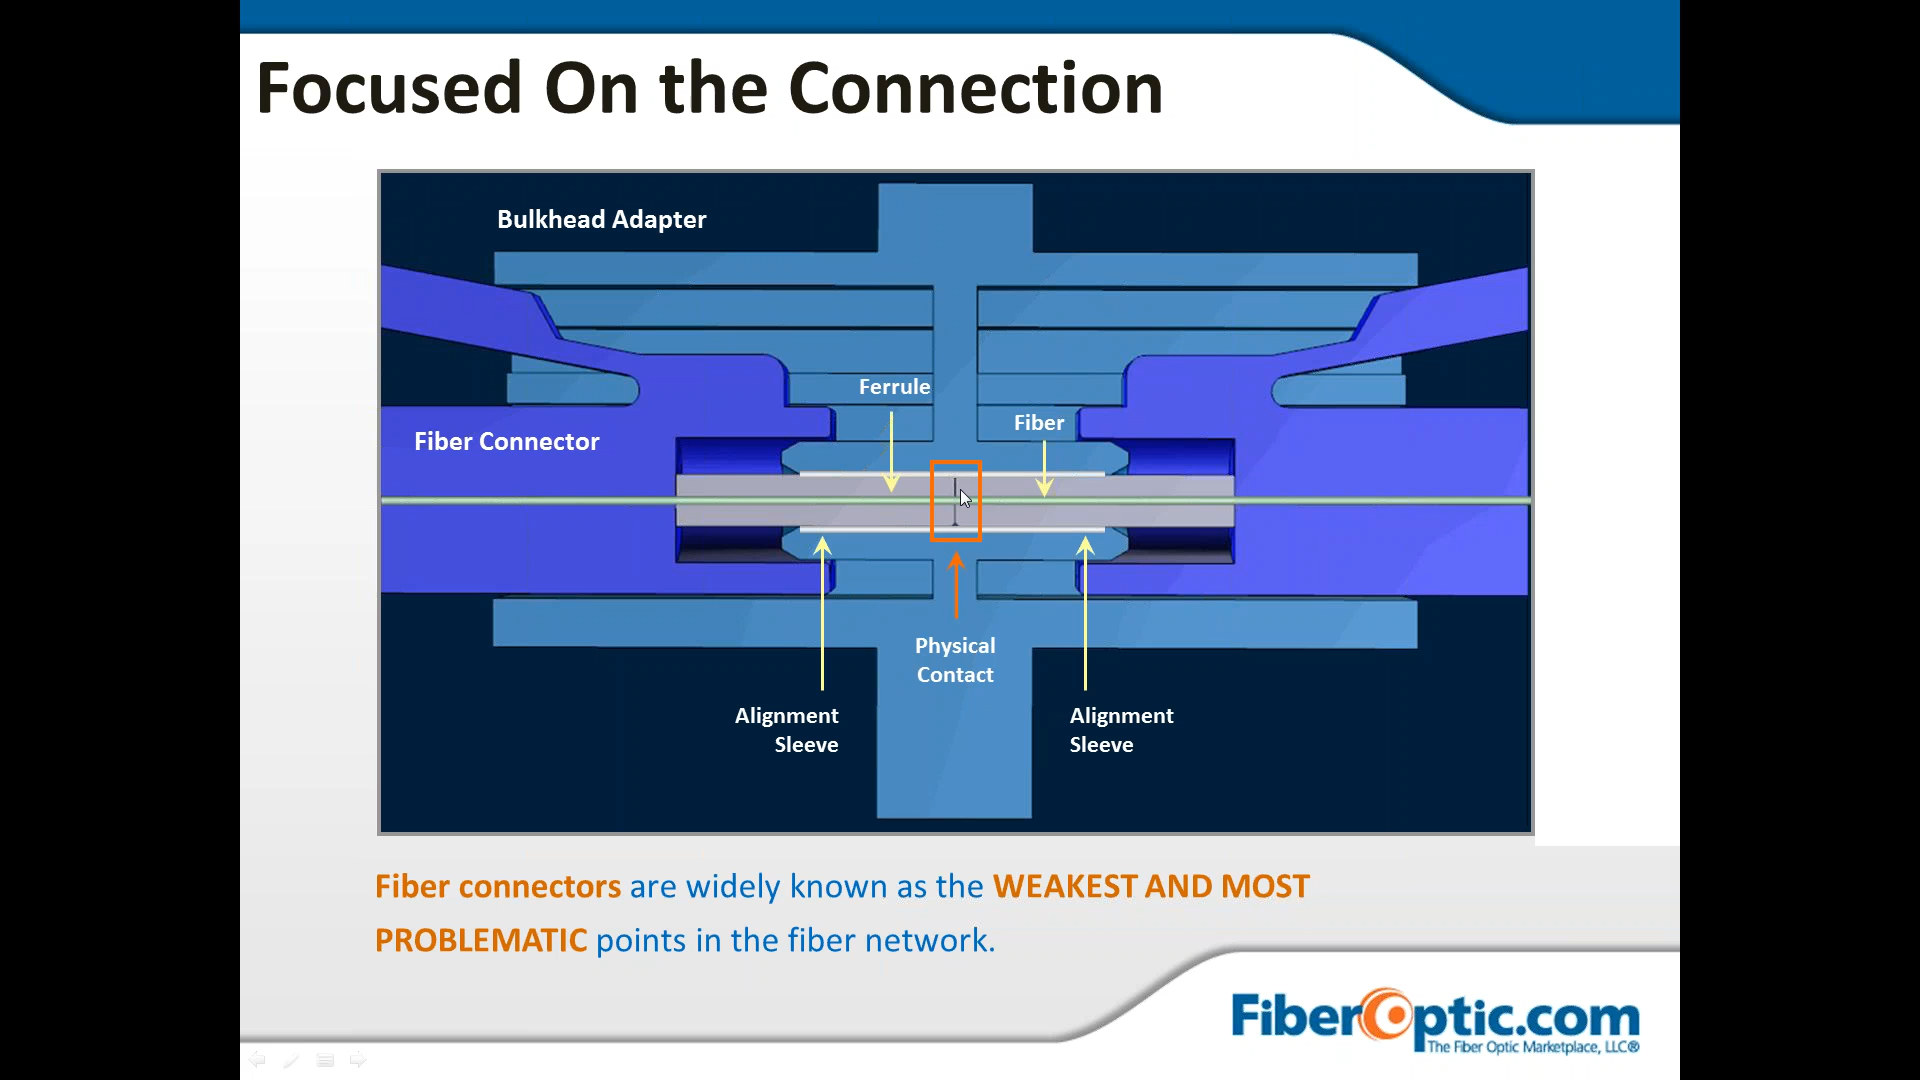 Focused On the Connection
Bulkhead Adapter
Ferrule
Fiber
Fiber Connector
Physical
Contact
Alignment
Sleeve
Alignment
Sleeve
Fiber connectors are widely known as the WEAKEST AND MOST
PROBLEMATIC points in the fiber network.
FiberOptic.com
The Fiber Optic Marketplace, LLC®